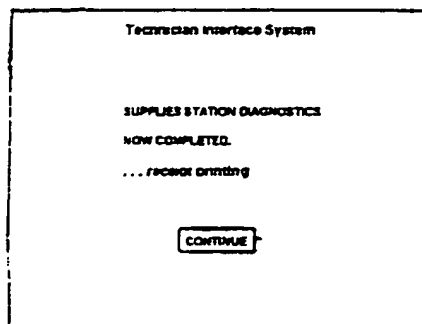 Technician Interface System
SUPPLIES STATION DIAGNOSTICS
NOW COMPLETED.
... receipt printing
CONTINUE